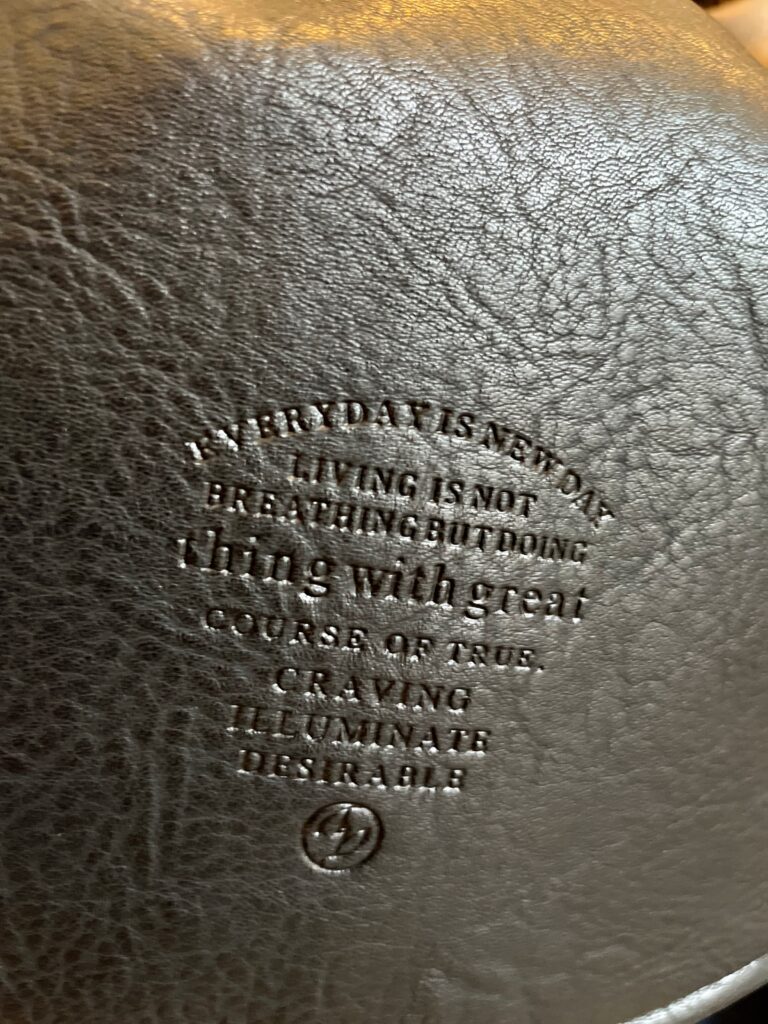 EVERYDAY IS NEW DAY
LIVING IS NOT
BREATHING BUT DOING
thing with great
COURSE OF TRUE.
CRAVING
ILLUMINATE
DESIRABLE